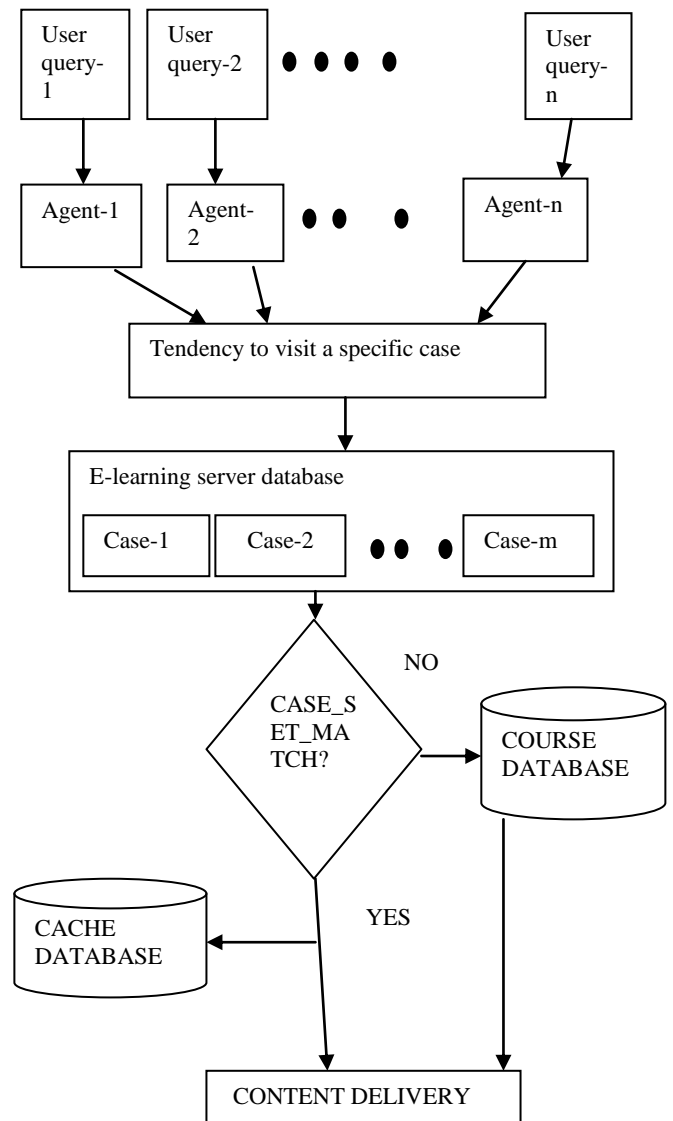 User
query-
1
User
query-2
User
query-
n
Agent-1
Agent-
2
Agent-n
Tendency to visit a specific case
E-learning server database
Case-1
Case-2
Case-m
NO
CASE_S
ET_MA
TCH?
COURSE
DATABASE
YES
CACHE
DATABASE
CONTENT DELIVERY